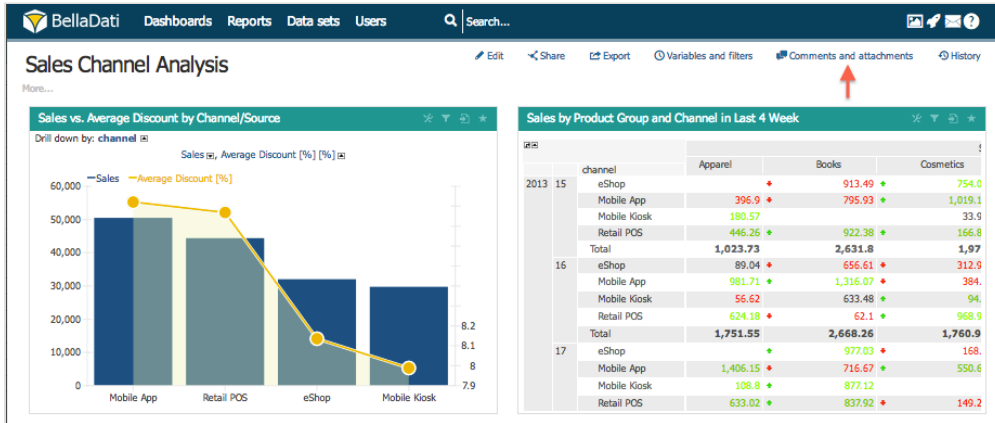 BellaDati Dashboards Reports Data sets Users Search...
Sales Channel Analysis
Edit Share Export Variables and filters Comments and attachments History
More...
Sales vs. Average Discount by Channel/Source
Drill down by: channel
Sales, Average Discount [%] [%]
Sales Average Discount [%]
60,000
50,000
40,000
30,000
20,000
10,000
0
8.2
8.1
8
7.9
Mobile App Retail POS eShop Mobile Kiosk
Sales by Product Group and Channel in Last 4 Week
channel Apparel Books Cosmetics
2013 15 eShop 913.49 754.0
Mobile App 396.9 795.93 1,019.1
Mobile Kiosk 180.57 33.9
Retail POS 446.26 922.38 166.8
Total 1,023.73 2,631.8 1,97
16 eShop 89.04 656.61 312.9
Mobile App 981.71 1,316.07 384.
Mobile Kiosk 56.62 633.48 94.
Retail POS 624.18 62.1 968.9
Total 1,751.55 2,668.26 1,760.9
17 eShop 977.03 168.
Mobile App 1,406.15 716.67 550.6
Mobile Kiosk 108.8 877.12
Retail POS 633.02 837.92 149.2